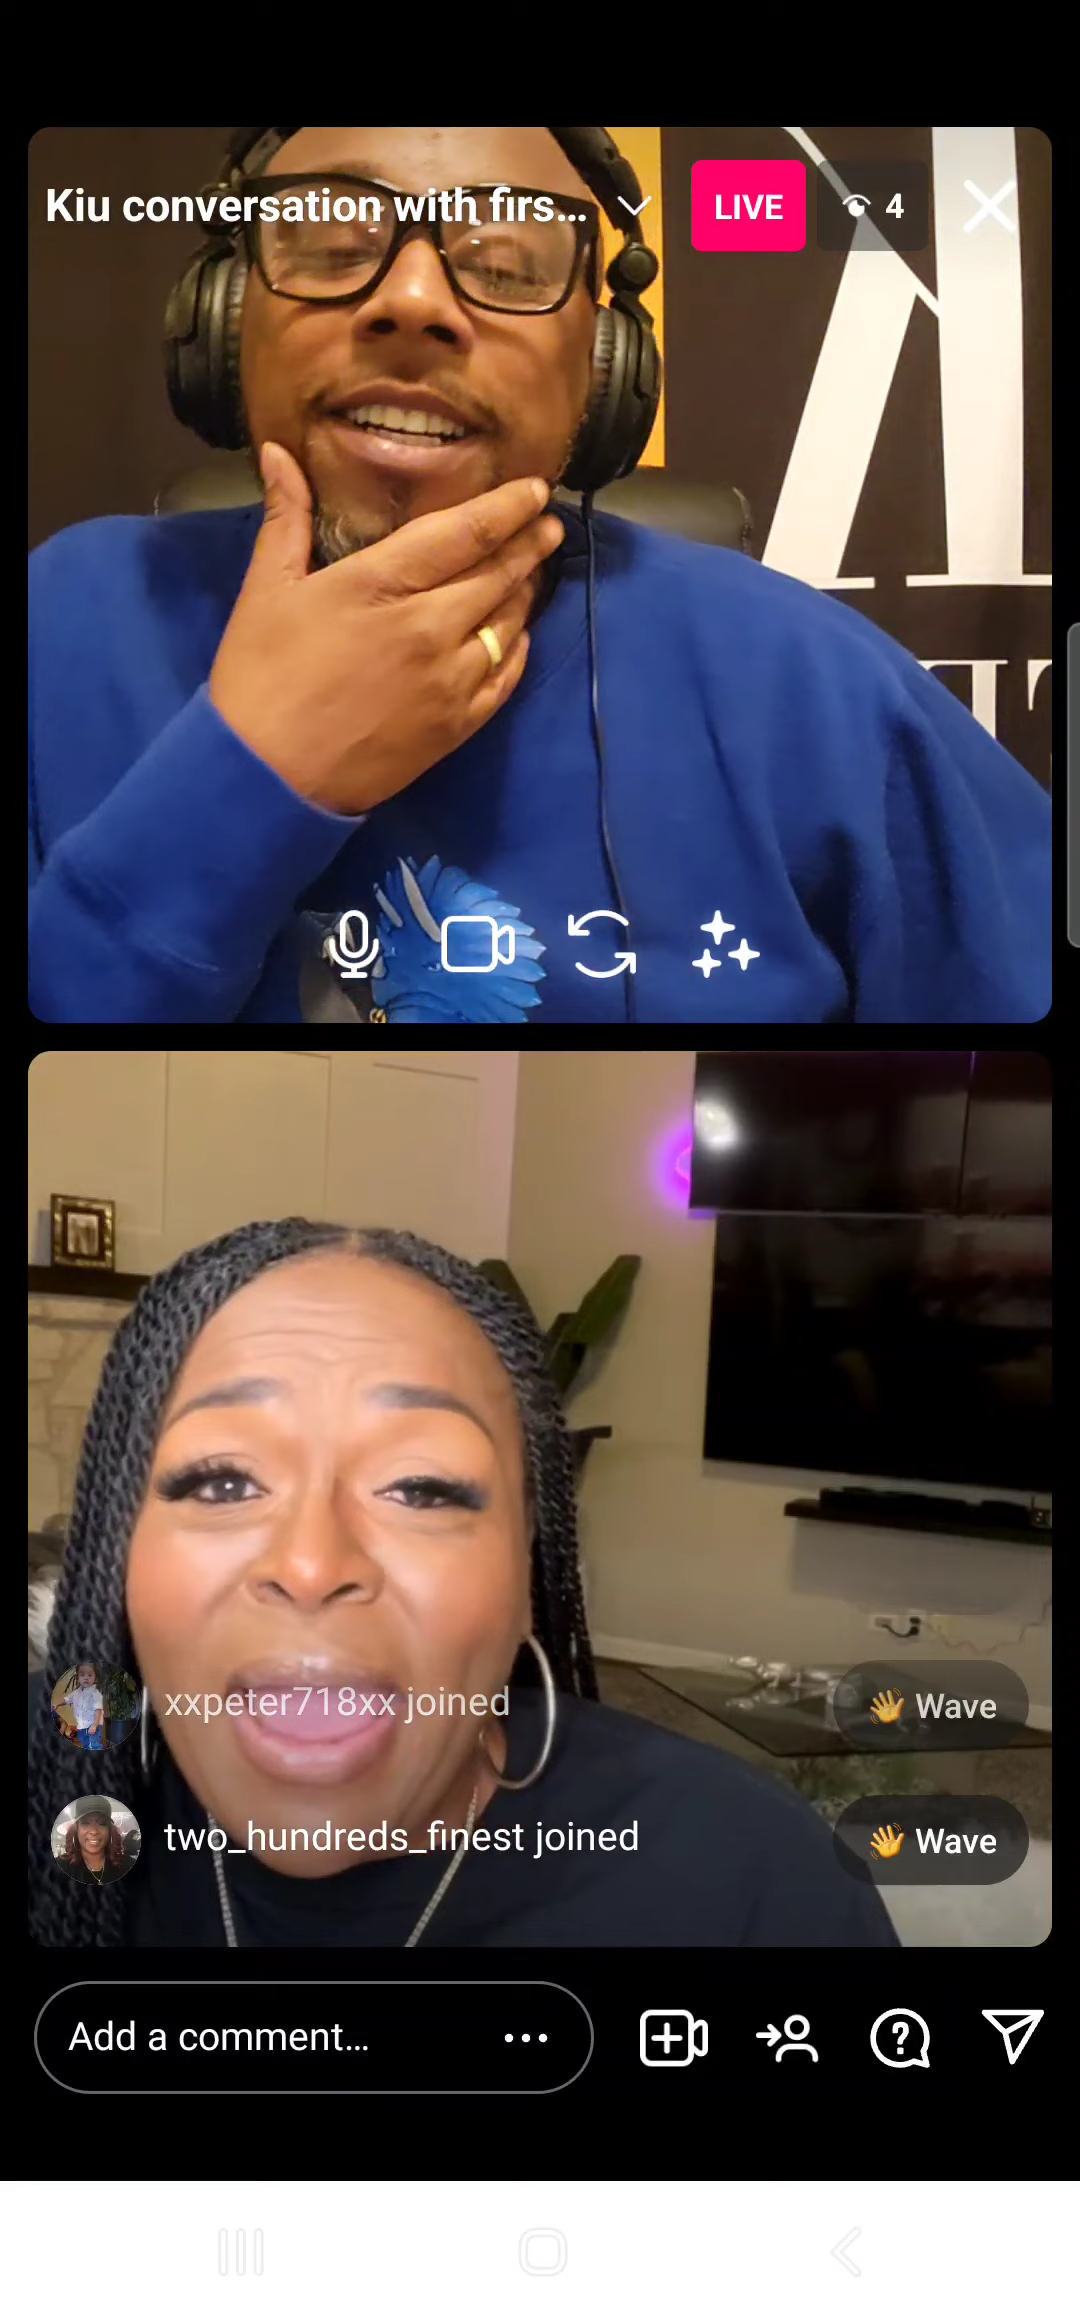 Kiu conversation with firs...
LIVE
4
xxpeter718xx joined
Wave
two_hundreds_finest joined
Wave
Add a comment...